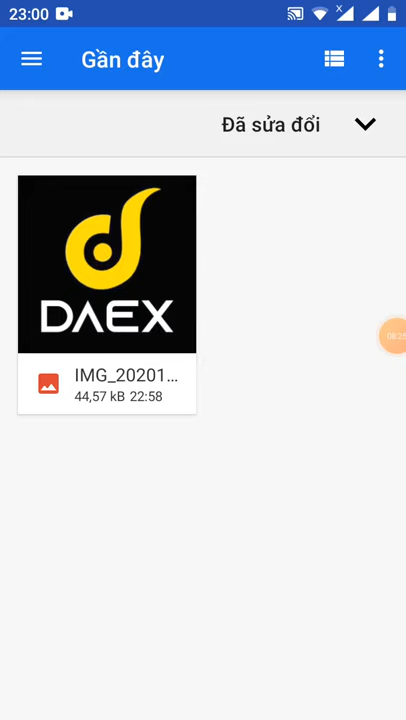 23:00
Gần đây
Đã sửa đổi
DAEX
IMG_20201...
44,57 kB 22:58